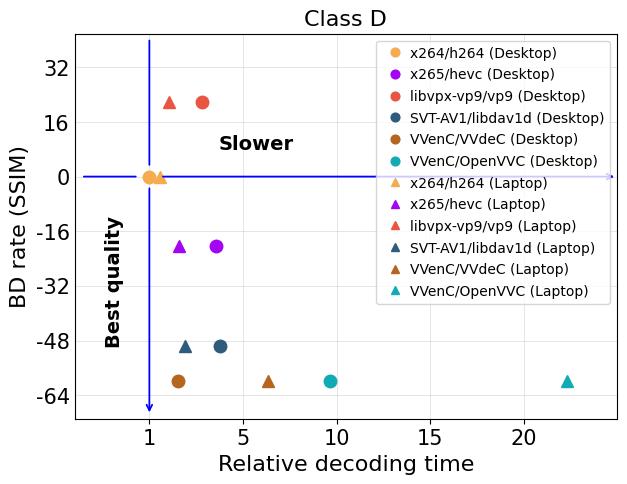 Class D
BD rate (SSIM)
32
16
0
-16
-32
-48
-64
Slower
Best quality
x264/h264 (Desktop)
x265/hevc (Desktop)
libvpx-vp9/vp9 (Desktop)
SVT-AV1/libdav1d (Desktop)
VVenC/VVdeC (Desktop)
VVenC/OpenVVC (Desktop)
x264/h264 (Laptop)
x265/hevc (Laptop)
libvpx-vp9/vp9 (Laptop)
SVT-AV1/libdav1d (Laptop)
VVenC/VVdeC (Laptop)
VVenC/OpenVVC (Laptop)
1 5 10 15 20
Relative decoding time